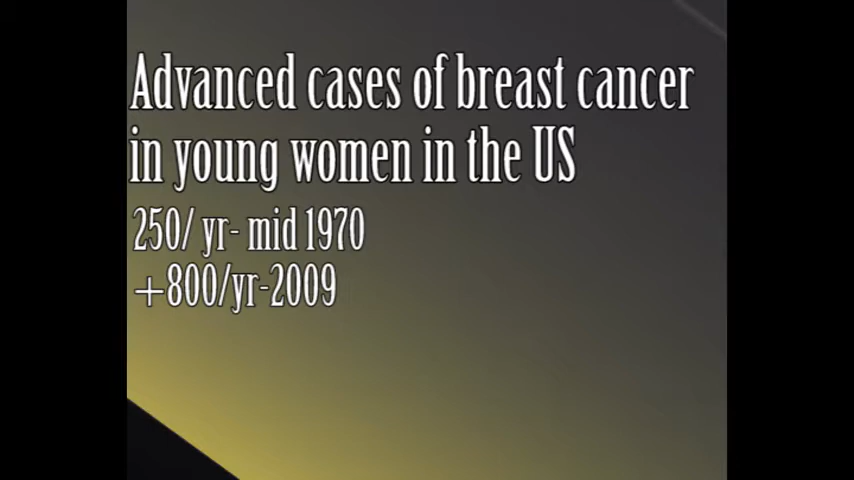 Advanced cases of breast cancer
in young women in the US
250/ yr- mid 1970
+800/yr-2009